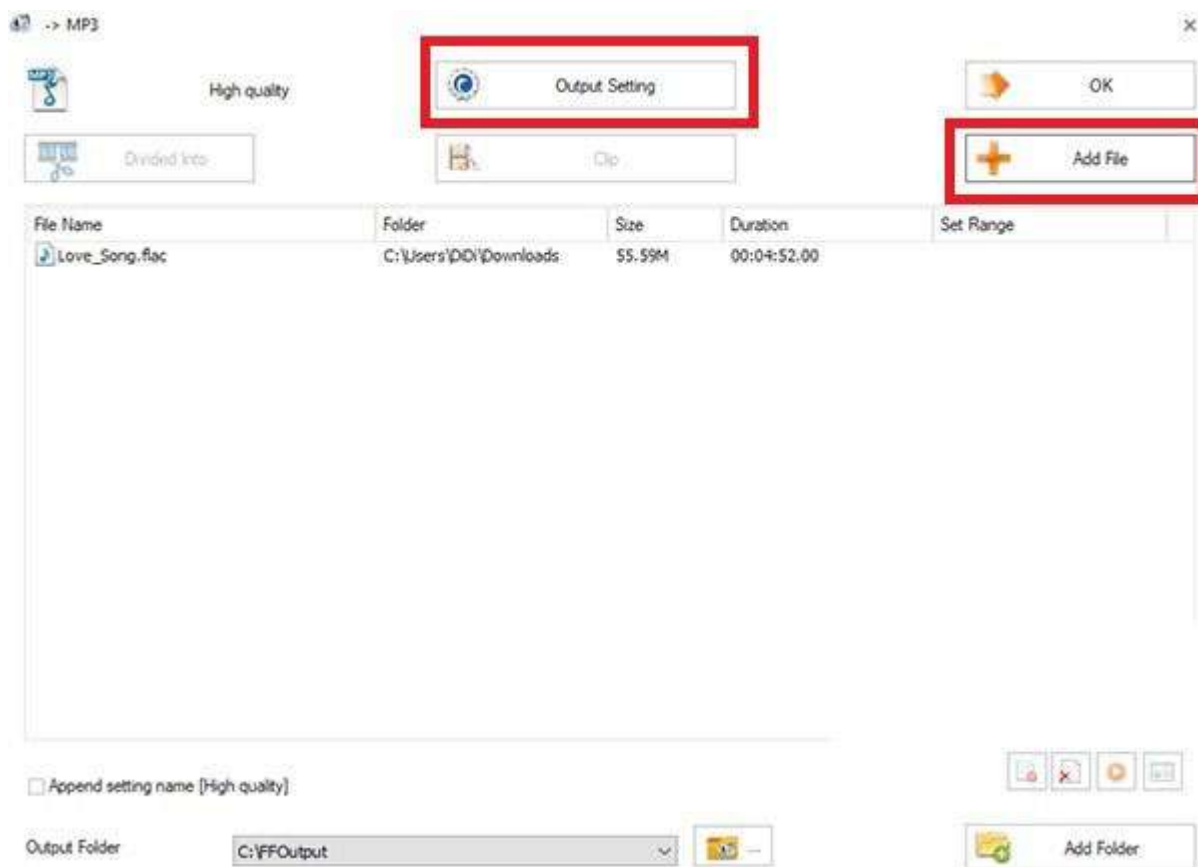 -> MP3
High quality
Output Setting
OK
Divided Into
Clip
Add File
File Name Folder Size Duration Set Range
Love_Song.flac C:\Users\DDi\Downloads 55.59M 00:04:52.00
Append setting name [High quality]
Output Folder C:\FFOutput ...
Add Folder